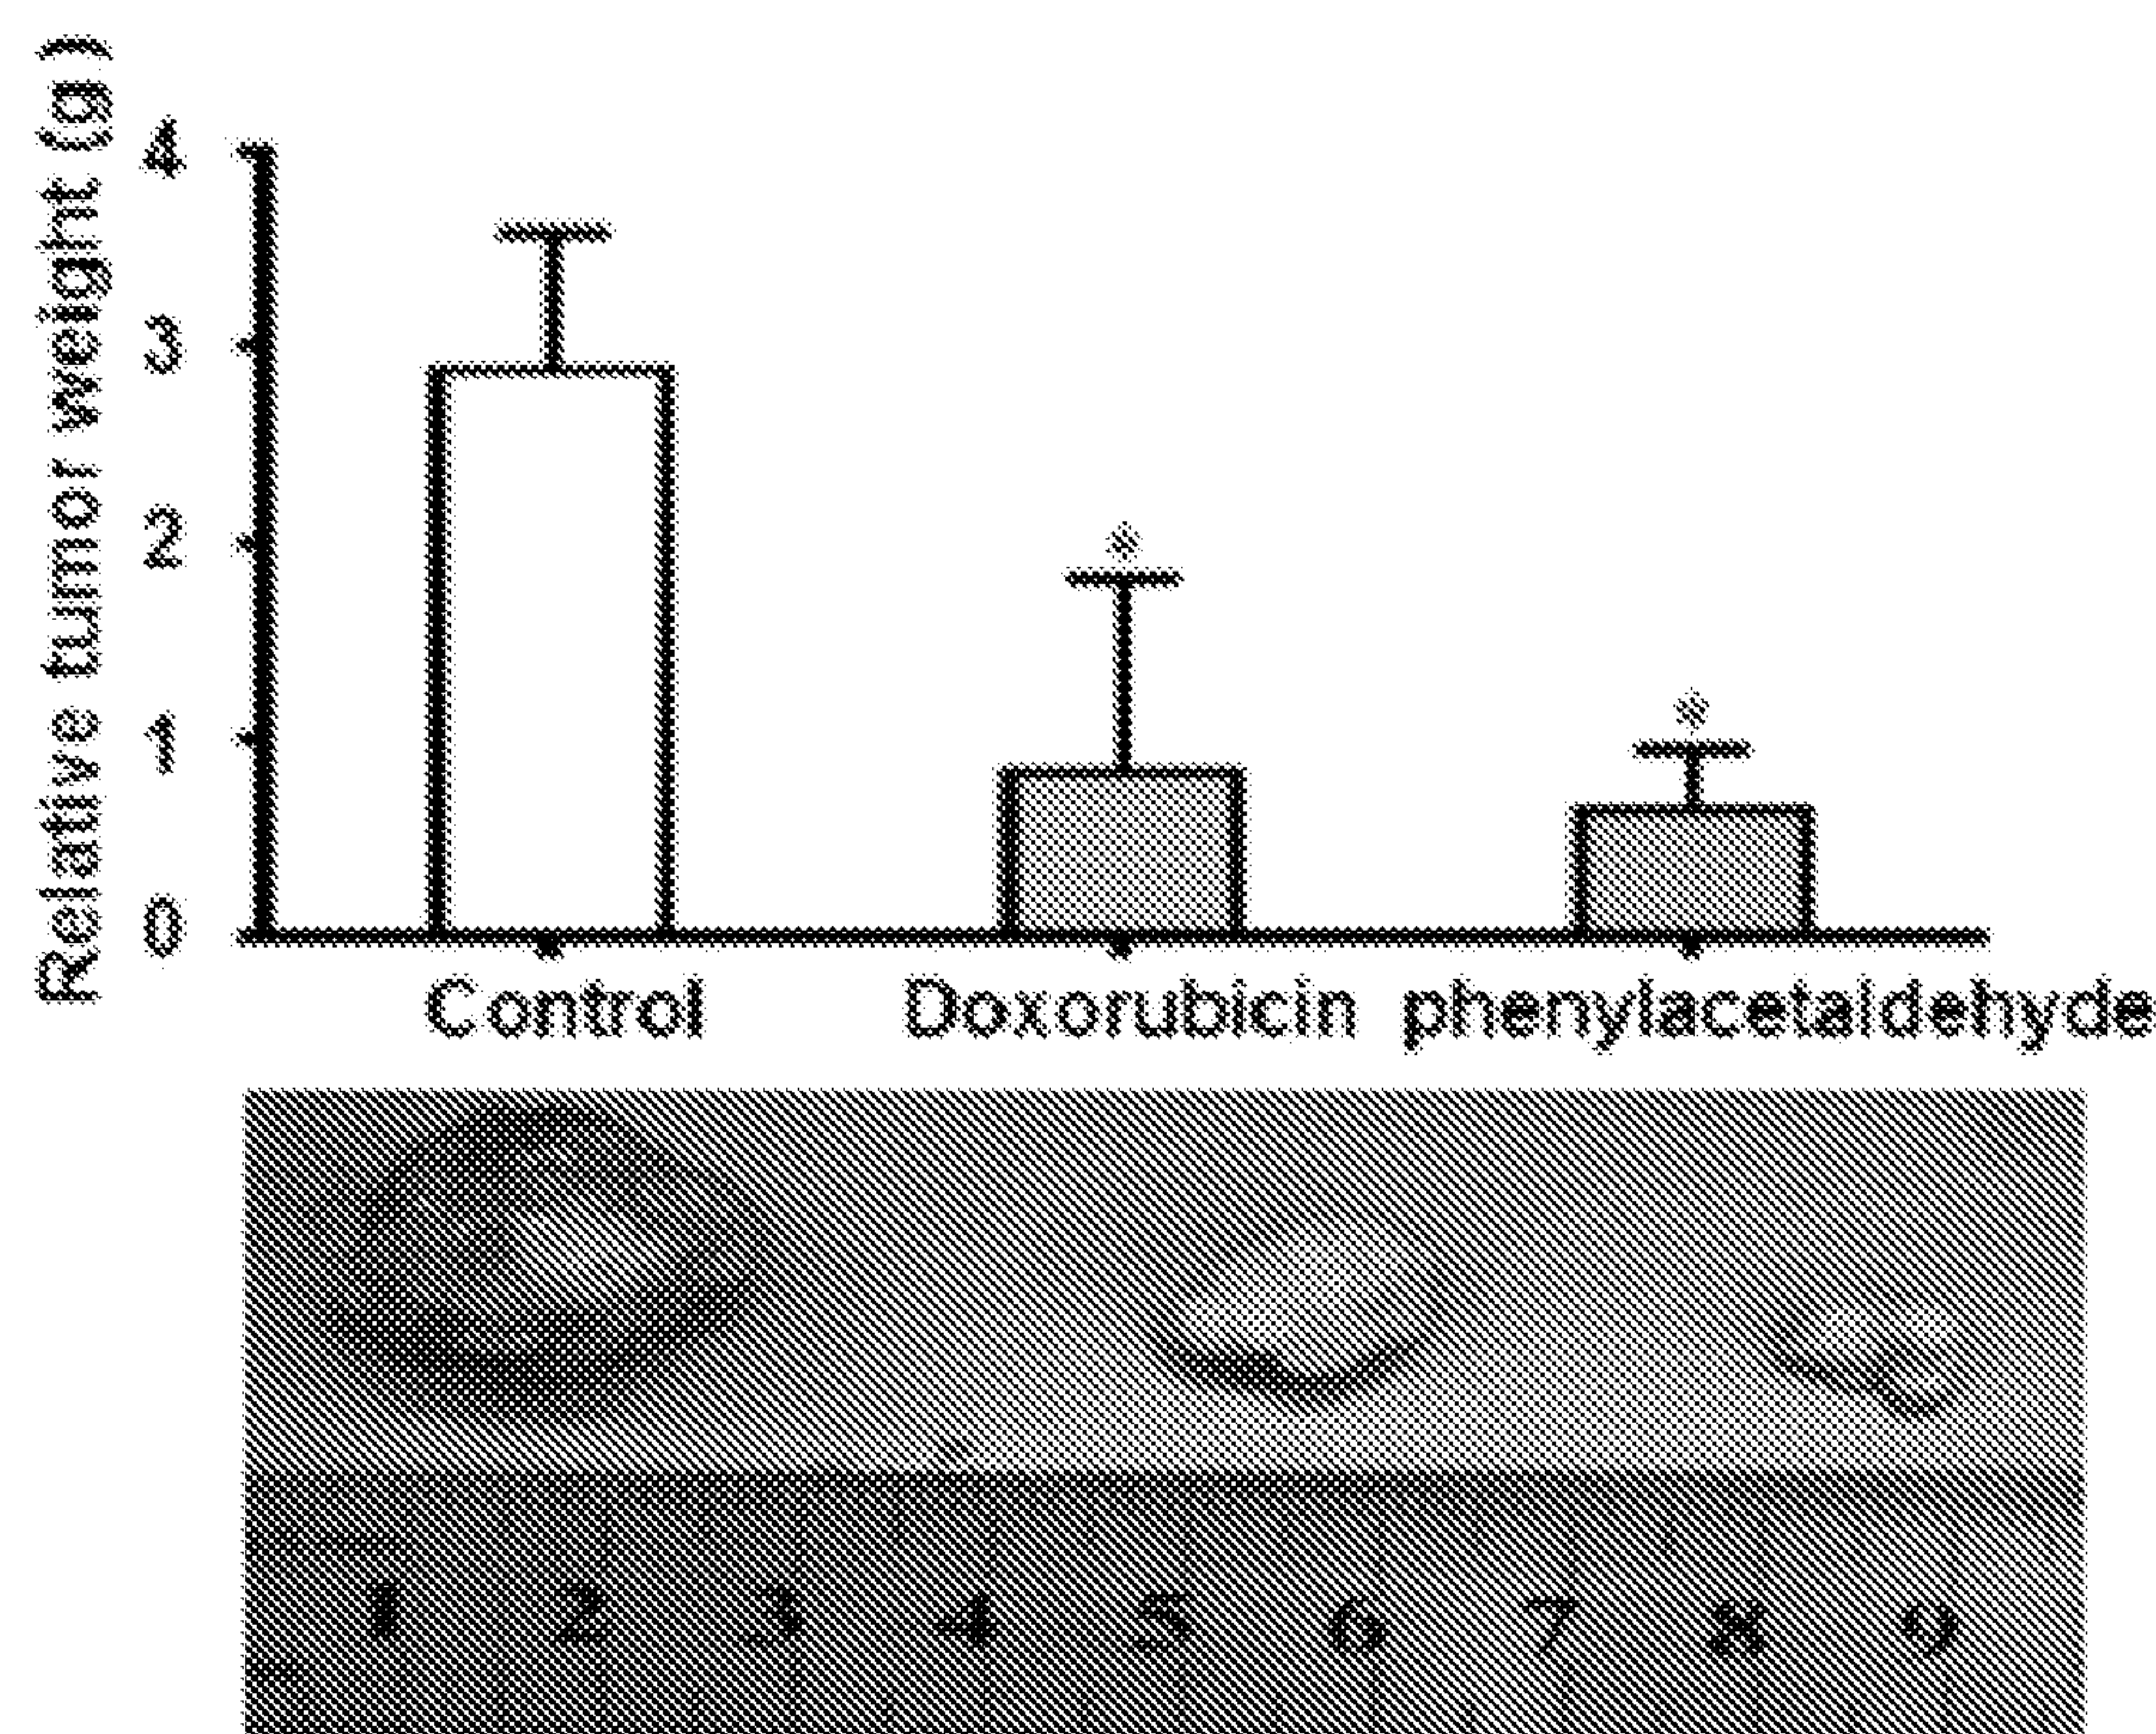 Relative tumor weight (g)
4
3
2
1
0
*
*
Control Doxorubicin phenylacetaldehyde
1 2 3 4 5 6 7 8 9